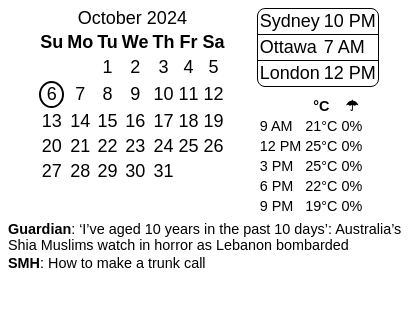 October 2024
Su Mo Tu We Th Fr Sa
1 2 3 4 5
6 7 8 9 10 11 12
13 14 15 16 17 18 19
20 21 22 23 24 25 26
27 28 29 30 31
Sydney 10 PM
Ottawa 7 AM
London 12 PM
°C ☂
9 AM 21°C 0%
12 PM 25°C 0%
3 PM 25°C 0%
6 PM 22°C 0%
9 PM 19°C 0%
Guardian: ‘I’ve aged 10 years in the past 10 days’: Australia’s
Shia Muslims watch in horror as Lebanon bombarded
SMH: How to make a trunk call